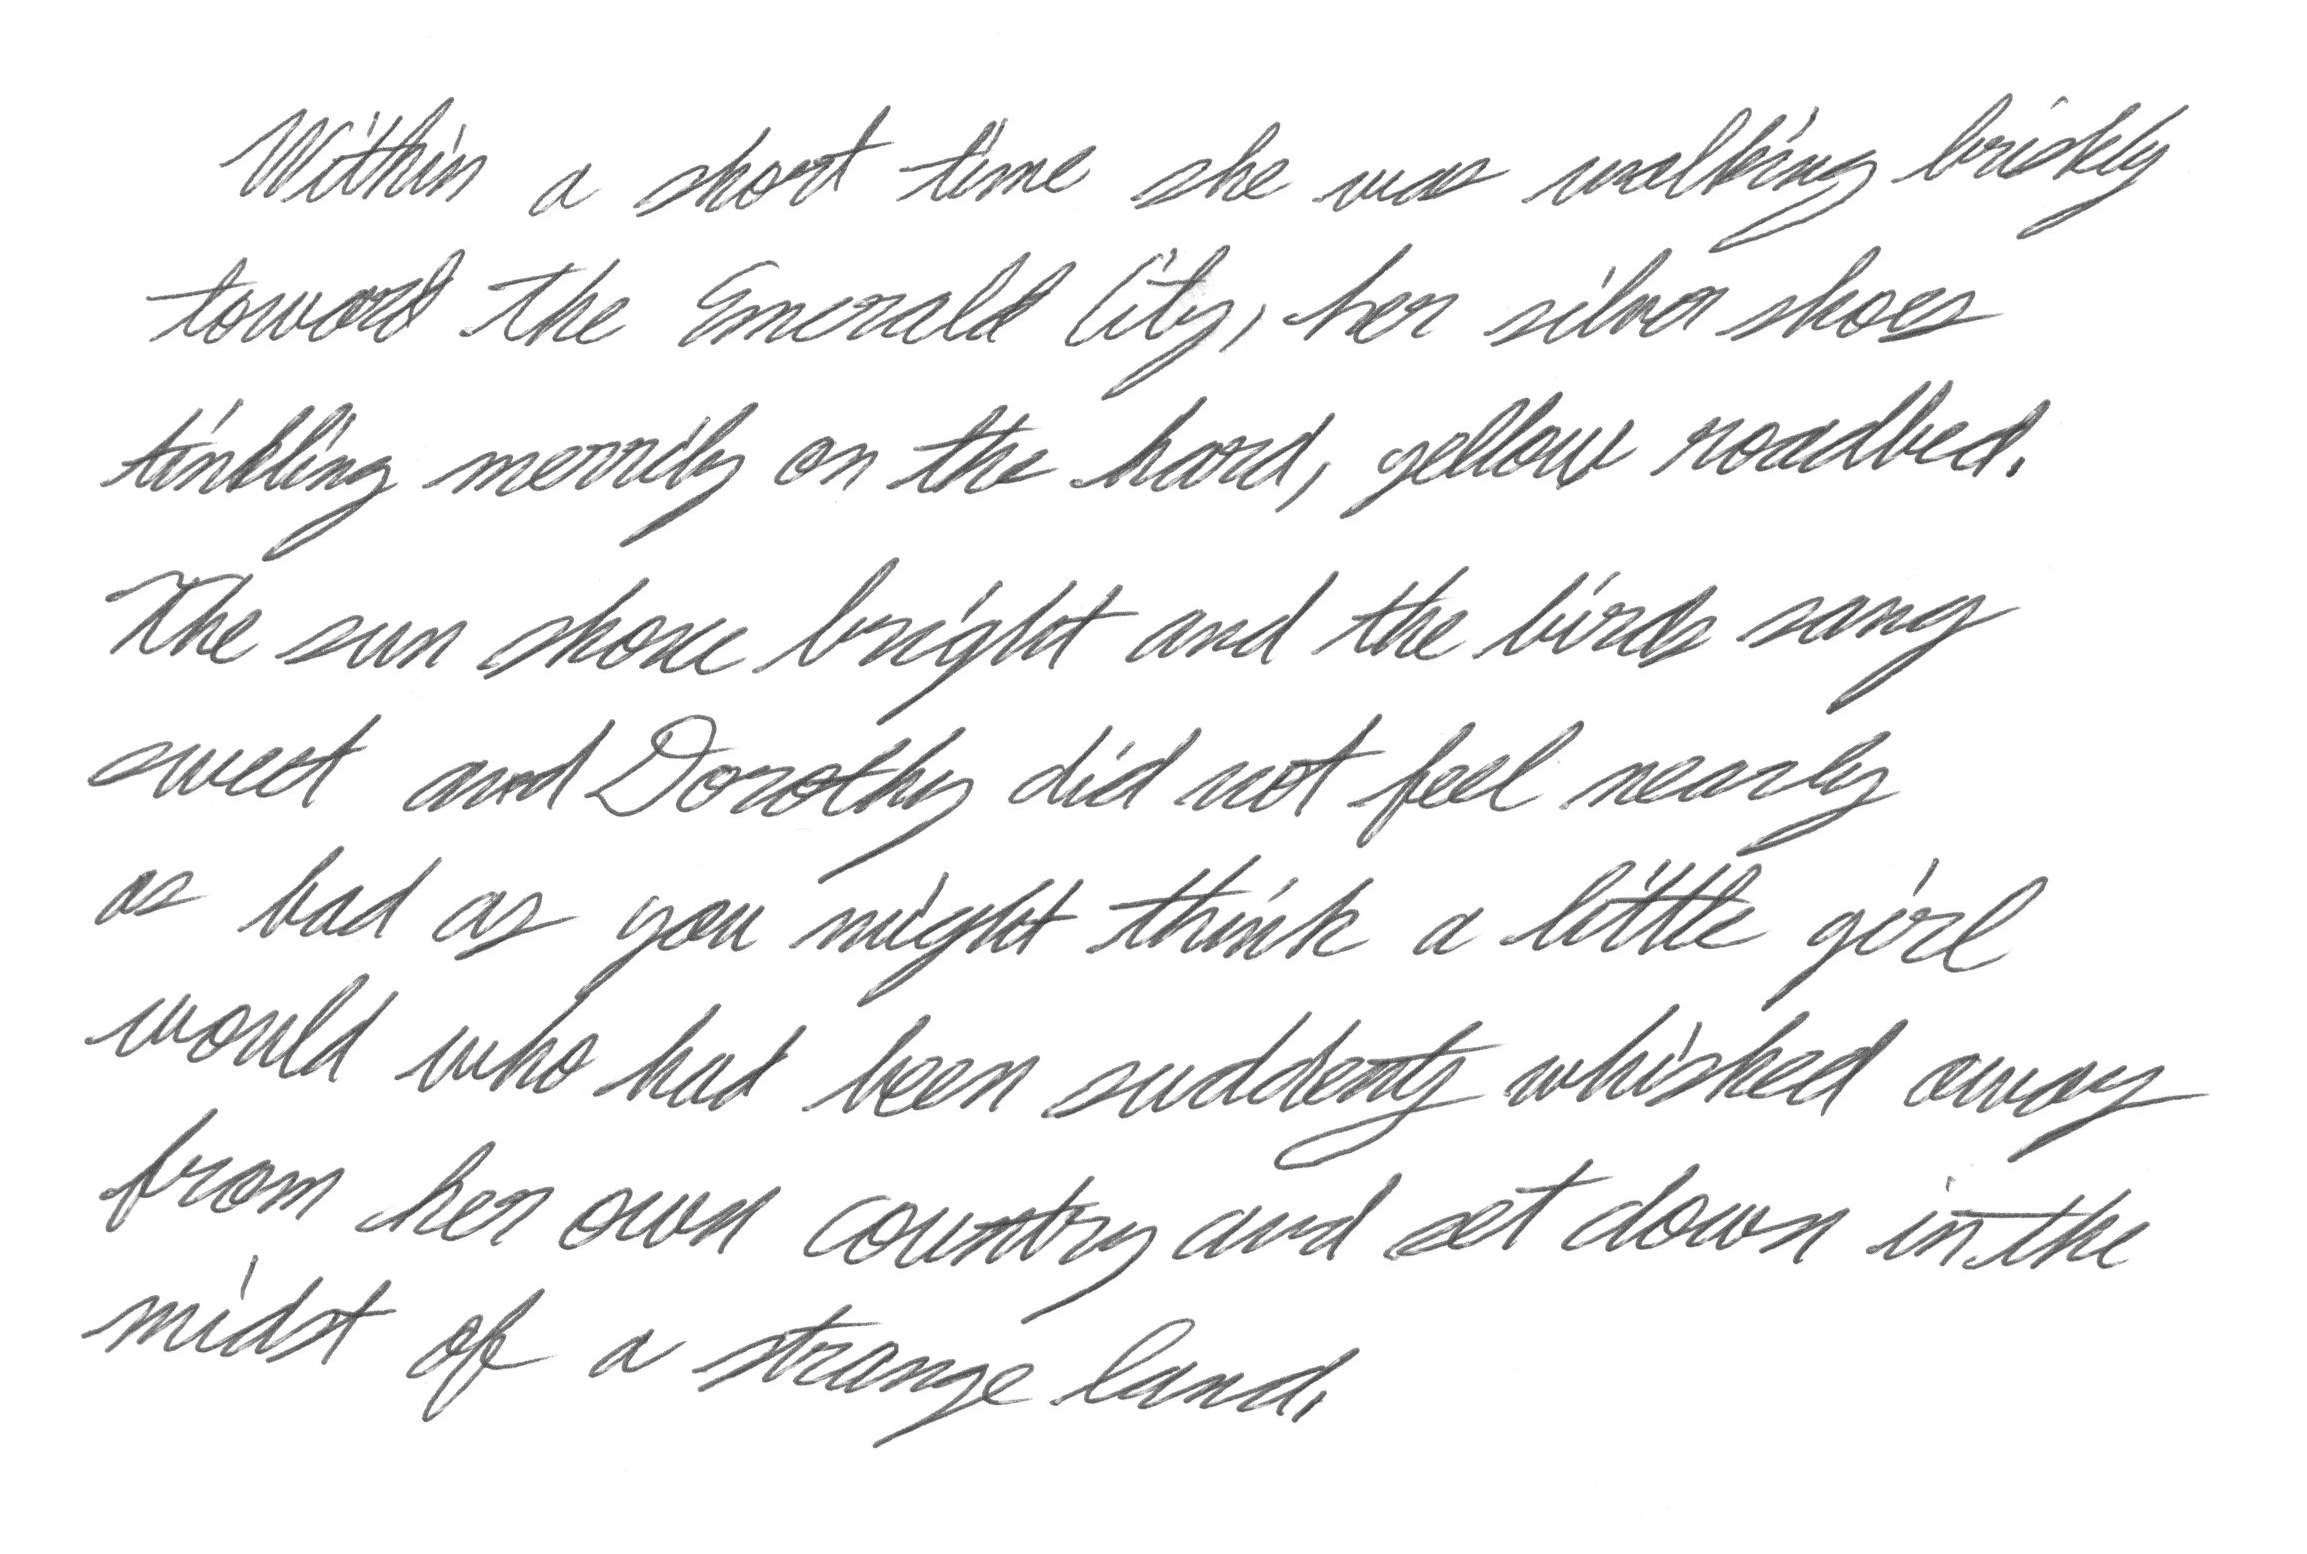 Within a short time she was walking briskly
toward the Emerald City, her silver shoes
tinkling merrily on the hard, yellow roadbed.
The sun shone bright and the birds sang
sweet and Dorothy did not feel nearly
as bad as you might think a little girl
would who had been suddenly whisked away
from her own country and set down in the
midst of a strange land.